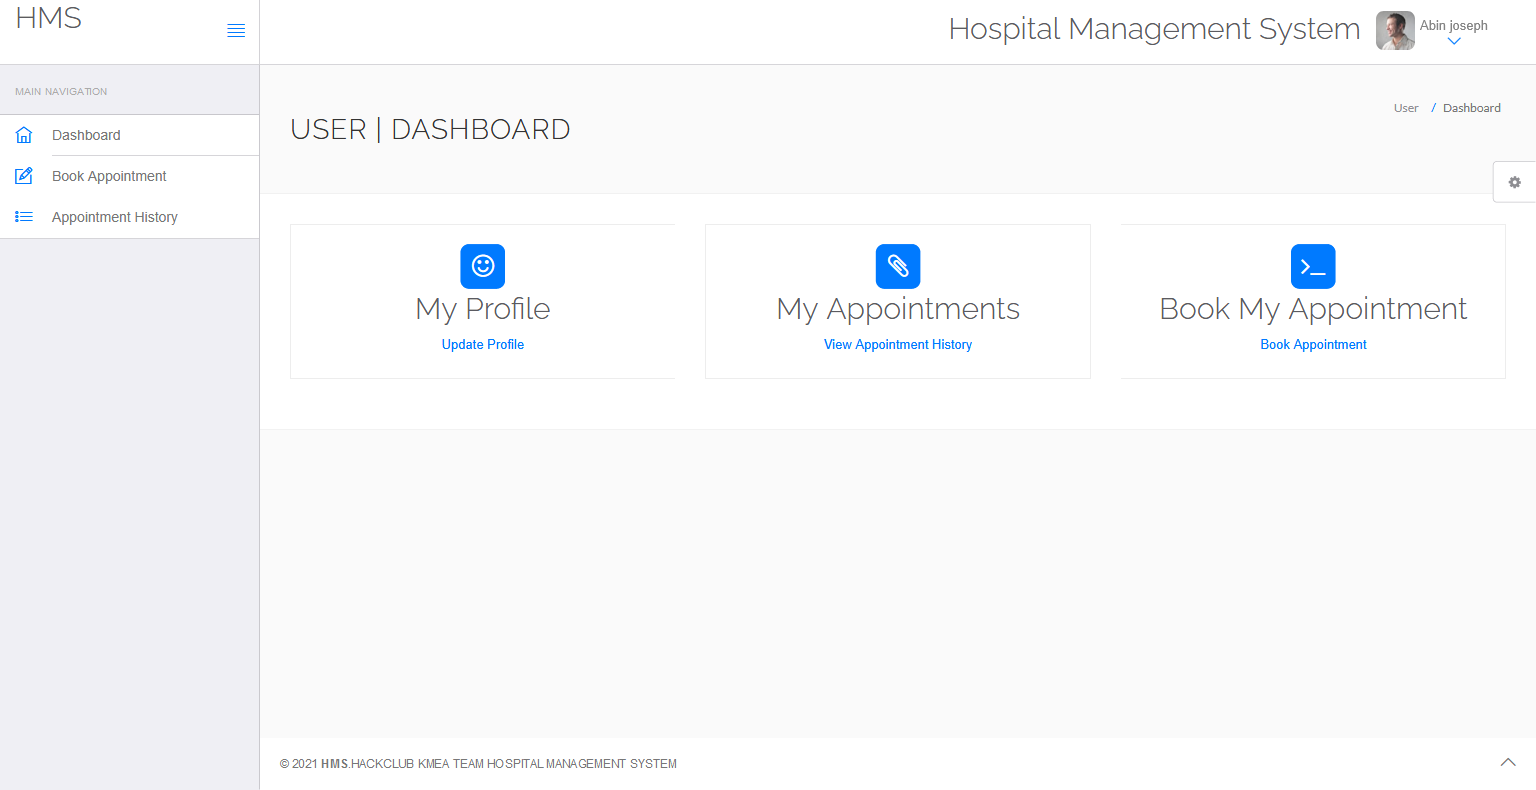 HMS
Hospital Management System
Abin joseph
MAIN NAVIGATION
Dashboard
Book Appointment
Appointment History
USER | DASHBOARD
User / Dashboard
My Profile
Update Profile
My Appointments
View Appointment History
Book My Appointment
Book Appointment
© 2021 HMS.HACKCLUB KMEA TEAM HOSPITAL MANAGEMENT SYSTEM